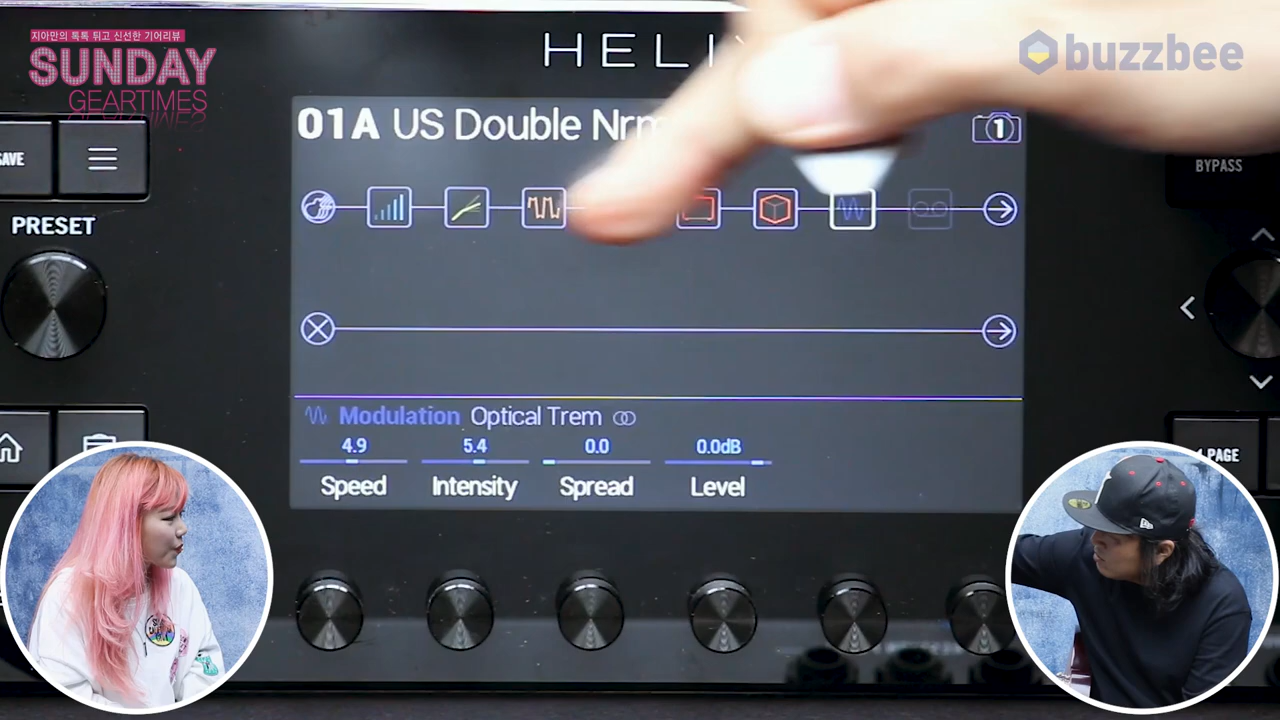 지아만의 톡톡 튀고 신선한 기어리뷰
SUNDAY
GEARTIMES
buzzbee
HELIX
01A US Double Nrm
1
SAVE
BYPASS
PRESET
Modulation Optical Trem
4.9 5.4 0.0 0.0dB
Speed Intensity Spread Level
PAGE